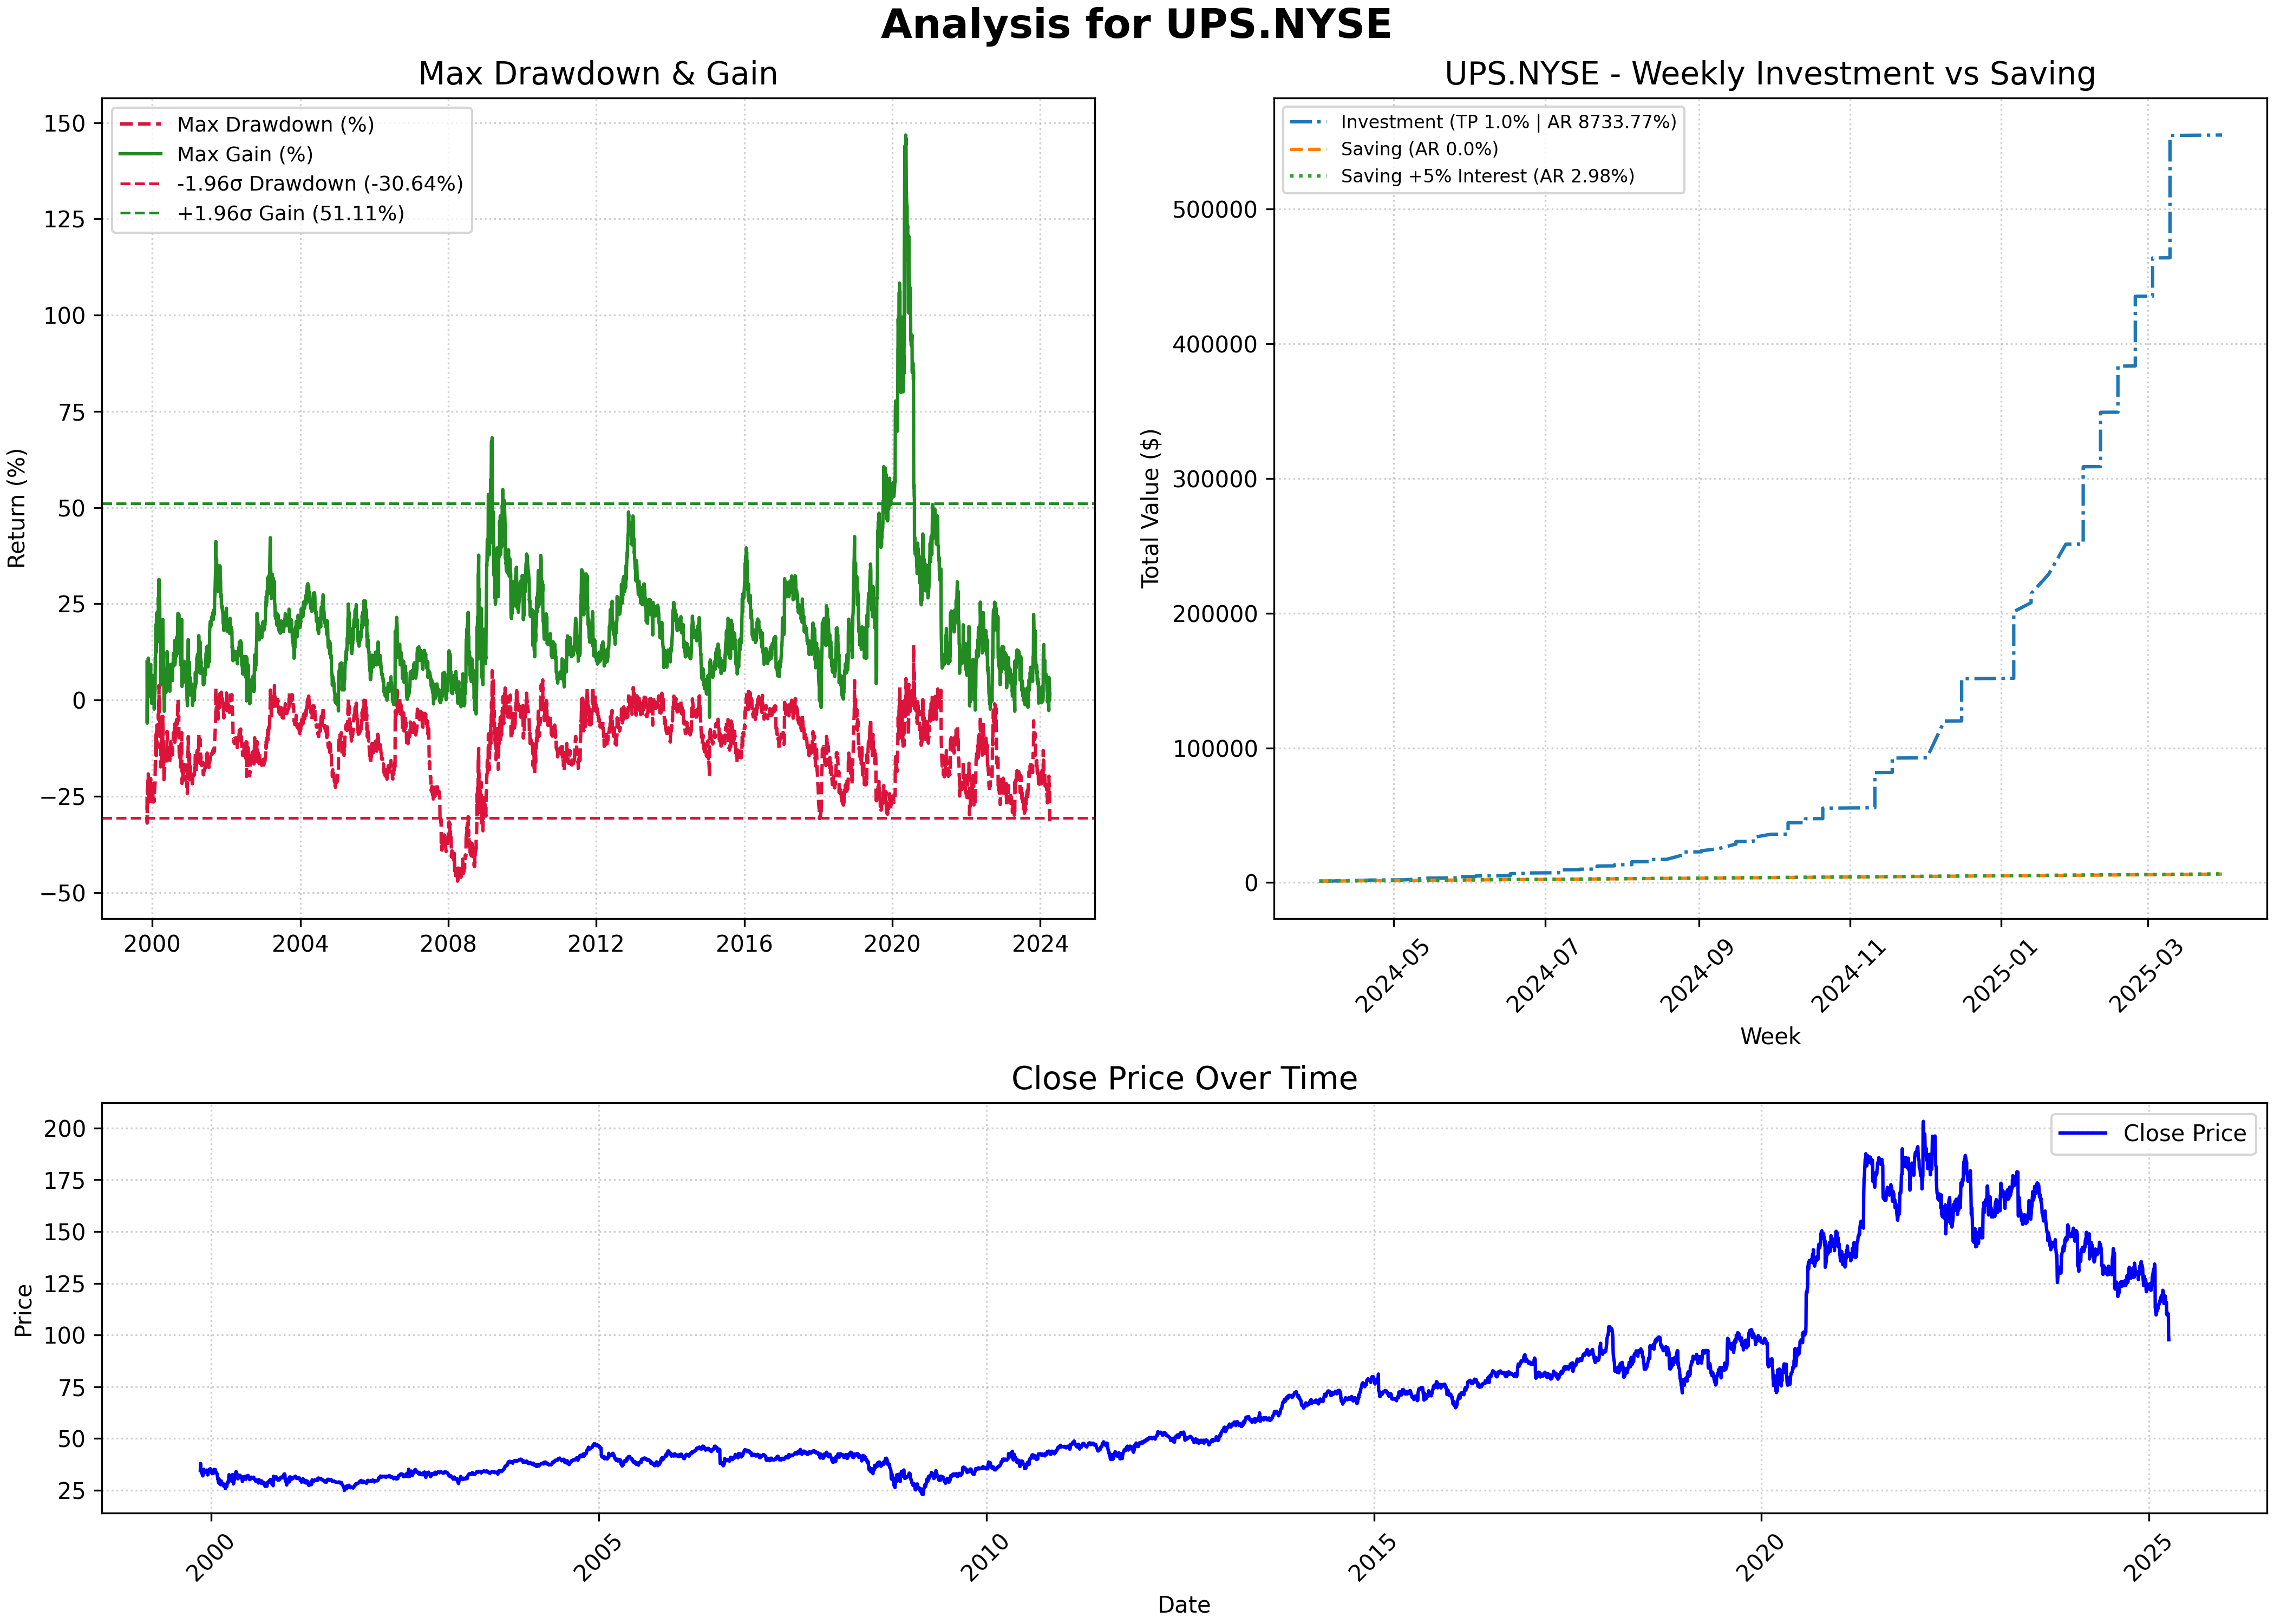 Analysis for UPS.NYSE
Max Drawdown & Gain
Return (%)
150
125
100
75
50
25
0
−25
−50
Max Drawdown (%)
Max Gain (%)
-1.96σ Drawdown (-30.64%)
+1.96σ Gain (51.11%)
2000 2004 2008 2012 2016 2020 2024
UPS.NYSE - Weekly Investment vs Saving
Total Value ($)
500000
400000
300000
200000
100000
0
Investment (TP 1.0% | AR 8733.77%)
Saving (AR 0.0%)
Saving +5% Interest (AR 2.98%)
2024-05 2024-07 2024-09 2024-11 2025-01 2025-03
Week
Close Price Over Time
Price
200
175
150
125
100
75
50
25
Close Price
2000 2005 2010 2015 2020 2025
Date